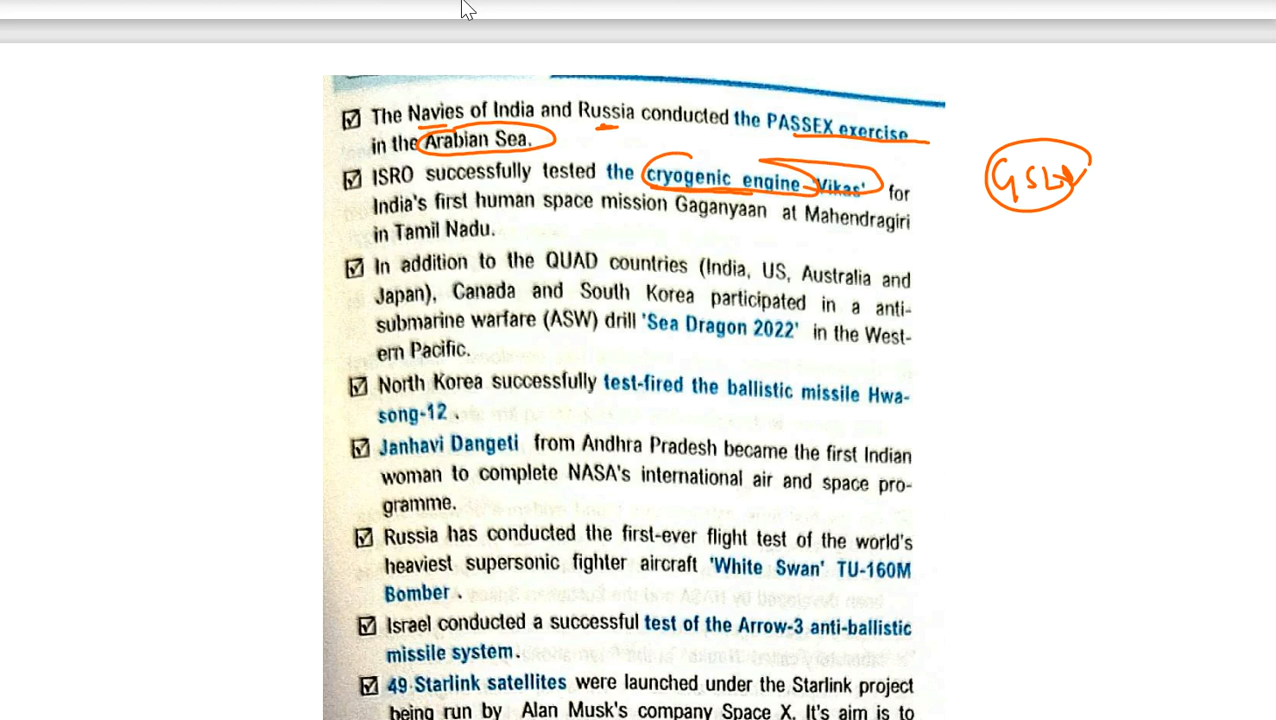 The Navies of India and Russia conducted the PASSEX exercise
in the Arabian Sea.
ISRO successfully tested the cryogenic engine 'Vikas' for
India's first human space mission Gaganyaan at Mahendragiri
in Tamil Nadu.
In addition to the QUAD countries (India, US, Australia and
Japan), Canada and South Korea participated in a anti-
submarine warfare (ASW) drill 'Sea Dragon 2022' in the West-
ern Pacific.
North Korea successfully test-fired the ballistic missile Hwa-
song-12.
Janhavi Dangeti from Andhra Pradesh became the first Indian
woman to complete NASA's international air and space pro-
gramme.
Russia has conducted the first-ever flight test of the world's
heaviest supersonic fighter aircraft 'White Swan' TU-160M
Bomber.
Israel conducted a successful test of the Arrow-3 anti-ballistic
missile system.
49 Starlink satellites were launched under the Starlink project
being run by Alan Musk's company Space X. It's aim is to
GSLV